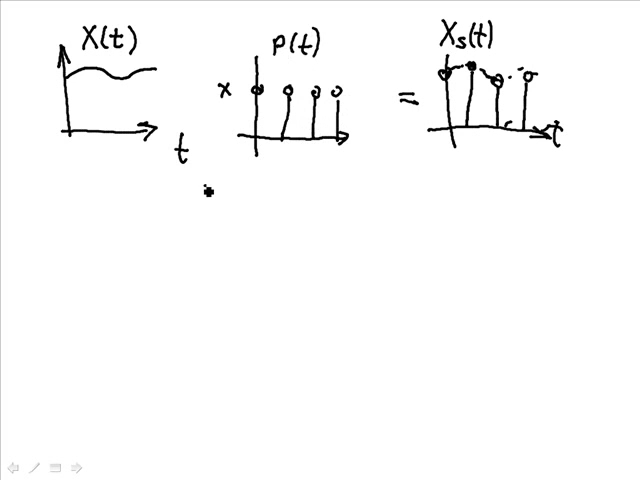 X(t) p(t) Xs(t)
x =
t
t